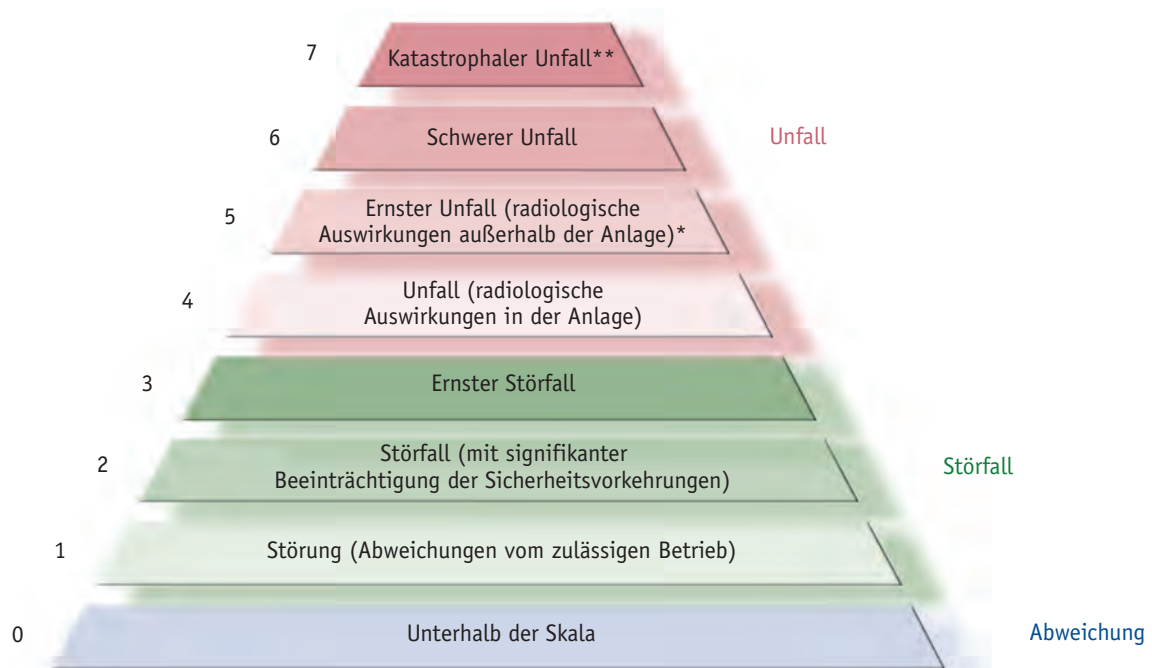 7
Katastrophaler Unfall**
6
Schwerer Unfall
Unfall
5
Ernster Unfall (radiologische
Auswirkungen außerhalb der Anlage)*
4
Unfall (radiologische
Auswirkungen in der Anlage)
3
Ernster Störfall
2
Störfall (mit signifikanter
Beeinträchtigung der Sicherheitsvorkehrungen)
Störfall
1
Störung (Abweichungen vom zulässigen Betrieb)
0
Unterhalb der Skala
Abweichung